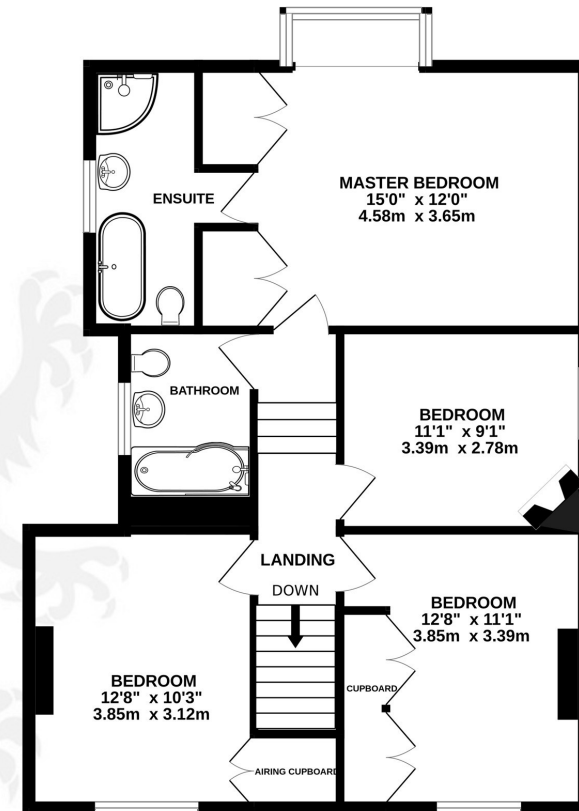 ENSUITE
MASTER BEDROOM
15'0" x 12'0"
4.58m x 3.65m
BATHROOM
BEDROOM
11'1" x 9'1"
3.39m x 2.78m
LANDING
DOWN
BEDROOM
12'8" x 11'1"
3.85m x 3.39m
BEDROOM
12'8" x 10'3"
3.85m x 3.12m
CUPBOARD
AIRING CUPBOARD